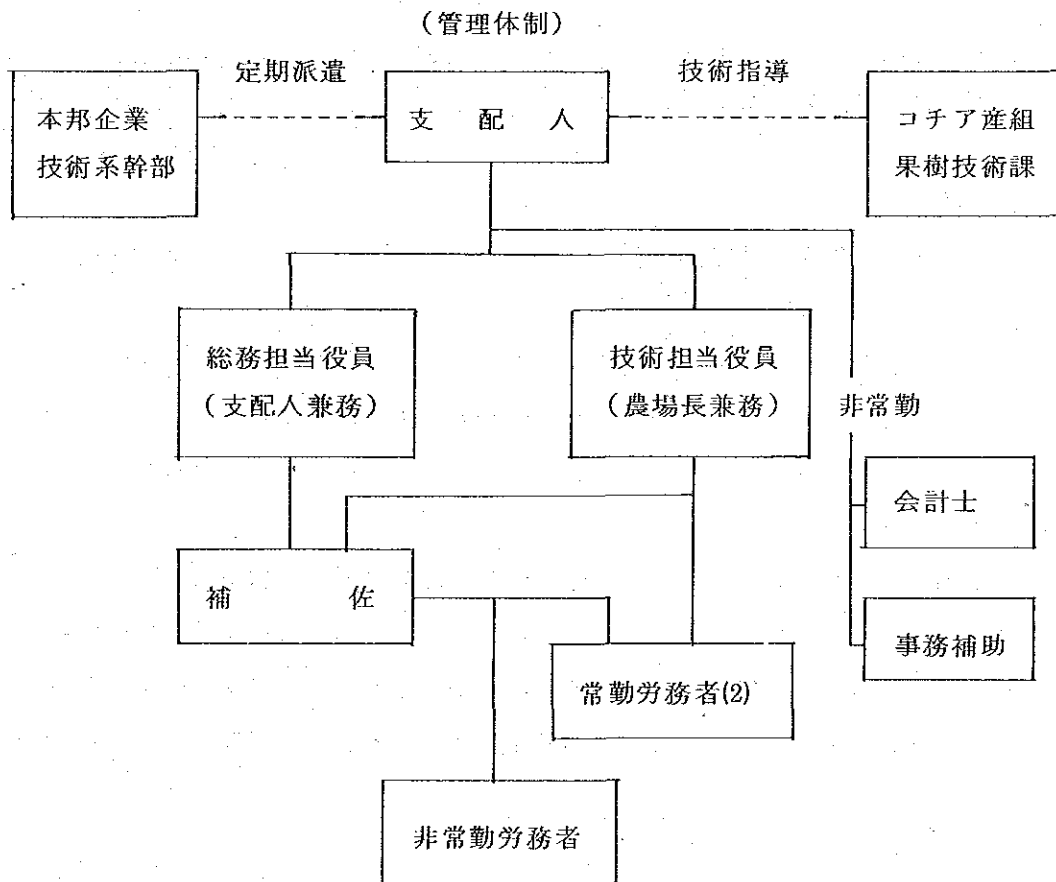 (管理体制)
定期派遣
技術指導
本邦企業
技術系幹部
支配人
コチア産組
果樹技術課
総務担当役員
(支配人兼務)
技術担当役員
(農場長兼務)
非常勤
会計士
補佐
事務補助
常勤労務者(2)
非常勤労務者